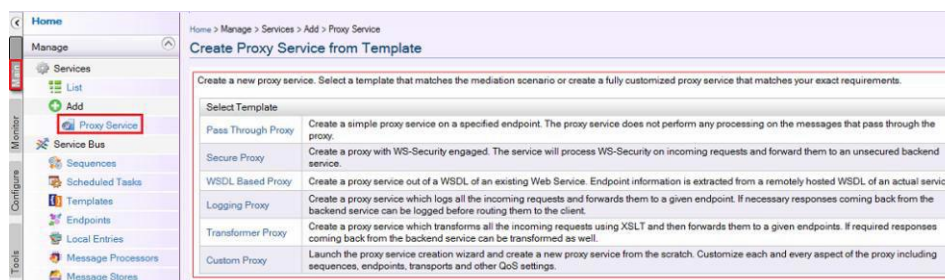 Home
Manage
Services
List
Add
Proxy Service
Service Bus
Sequences
Scheduled Tasks
Templates
Endpoints
Local Entries
Message Processors
Message Stores
Main
Monitor
Configure
Tools
Home > Manage > Services > Add > Proxy Service
Create Proxy Service from Template
Create a new proxy service. Select a template that matches the mediation scenario or create a fully customized proxy service that matches your exact requirements.
Select Template
Pass Through Proxy
Create a simple proxy service on a specified endpoint. The proxy service does not perform any processing on the messages that pass through the
proxy.
Secure Proxy
Create a proxy with WS-Security engaged. The service will process WS-Security on incoming requests and forward them to an unsecured backend
service.
WSDL Based Proxy
Create a proxy service out of a WSDL of an existing Web Service. Endpoint information is extracted from a remotely hosted WSDL of an actual servic
Logging Proxy
Create a proxy service which logs all the incoming requests and forwards them to a given endpoint. If necessary responses coming back from the
backend service can be logged before routing them to the client.
Transformer Proxy
Create a proxy service which transforms all the incoming requests using XSLT and then forwards them to a given endpoints. If required responses
coming back from the backend service can be transformed as well.
Custom Proxy
Launch the proxy service creation wizard and create a new proxy service from the scratch. Customize each and every aspect of the proxy including
sequences, endpoints, transports and other QoS settings.